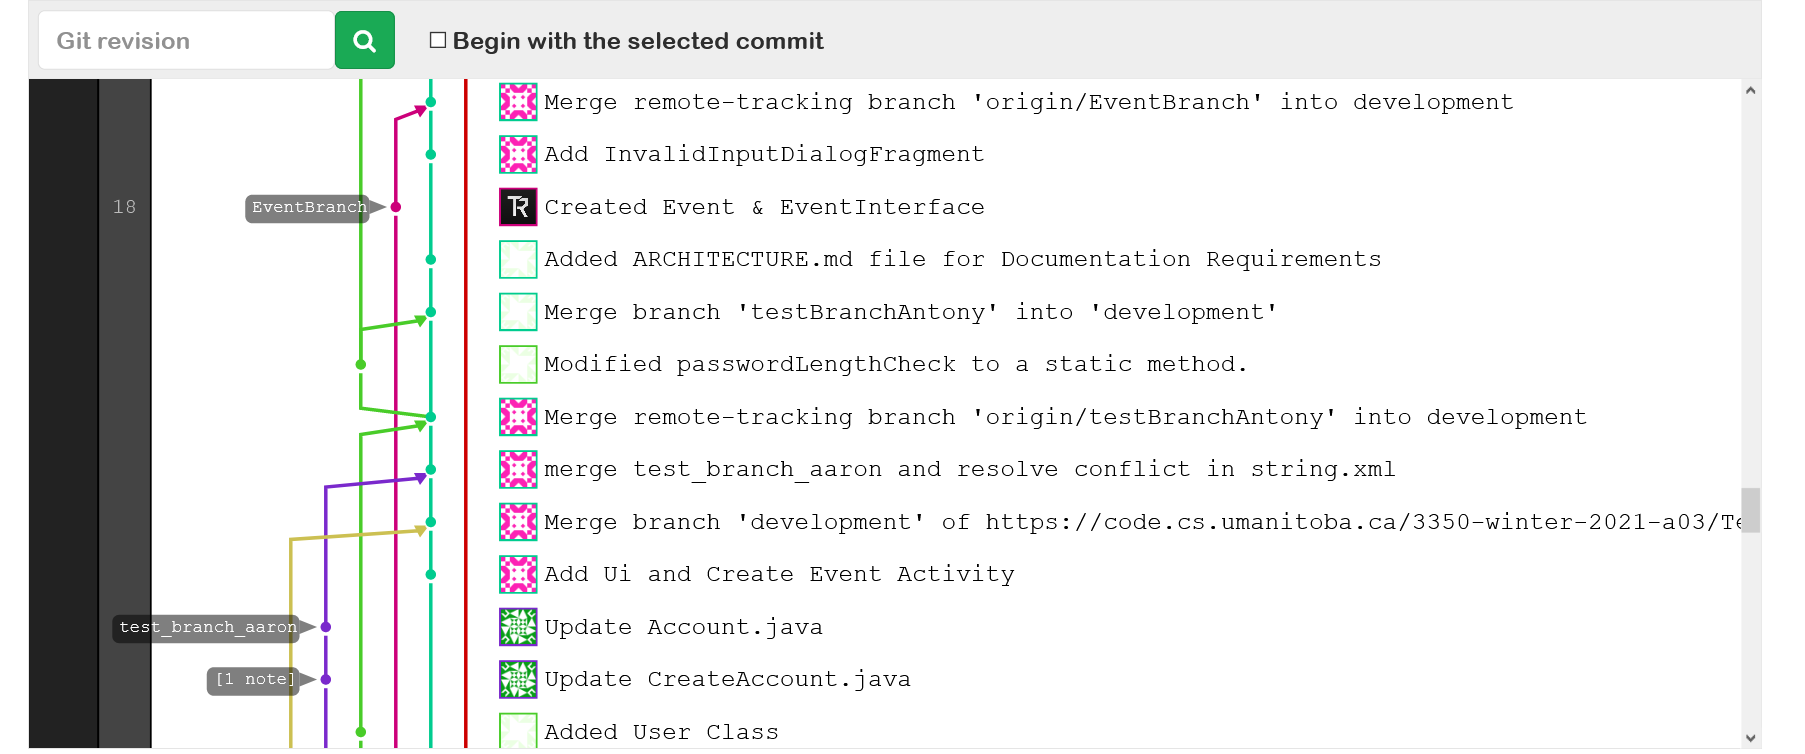 Git revision
Begin with the selected commit
Merge remote-tracking branch 'origin/EventBranch' into development
Add InvalidInputDialogFragment
18
EventBranch
TR
Created Event & EventInterface
Added ARCHITECTURE.md file for Documentation Requirements
Merge branch 'testBranchAntony' into 'development'
Modified passwordLengthCheck to a static method.
Merge remote-tracking branch 'origin/testBranchAntony' into development
merge test_branch_aaron and resolve conflict in string.xml
Merge branch 'development' of https://code.cs.umanitoba.ca/3350-winter-2021-a03/Te
Add Ui and Create Event Activity
test_branch_aaron
Update Account.java
[1 note]
Update CreateAccount.java
Added User Class